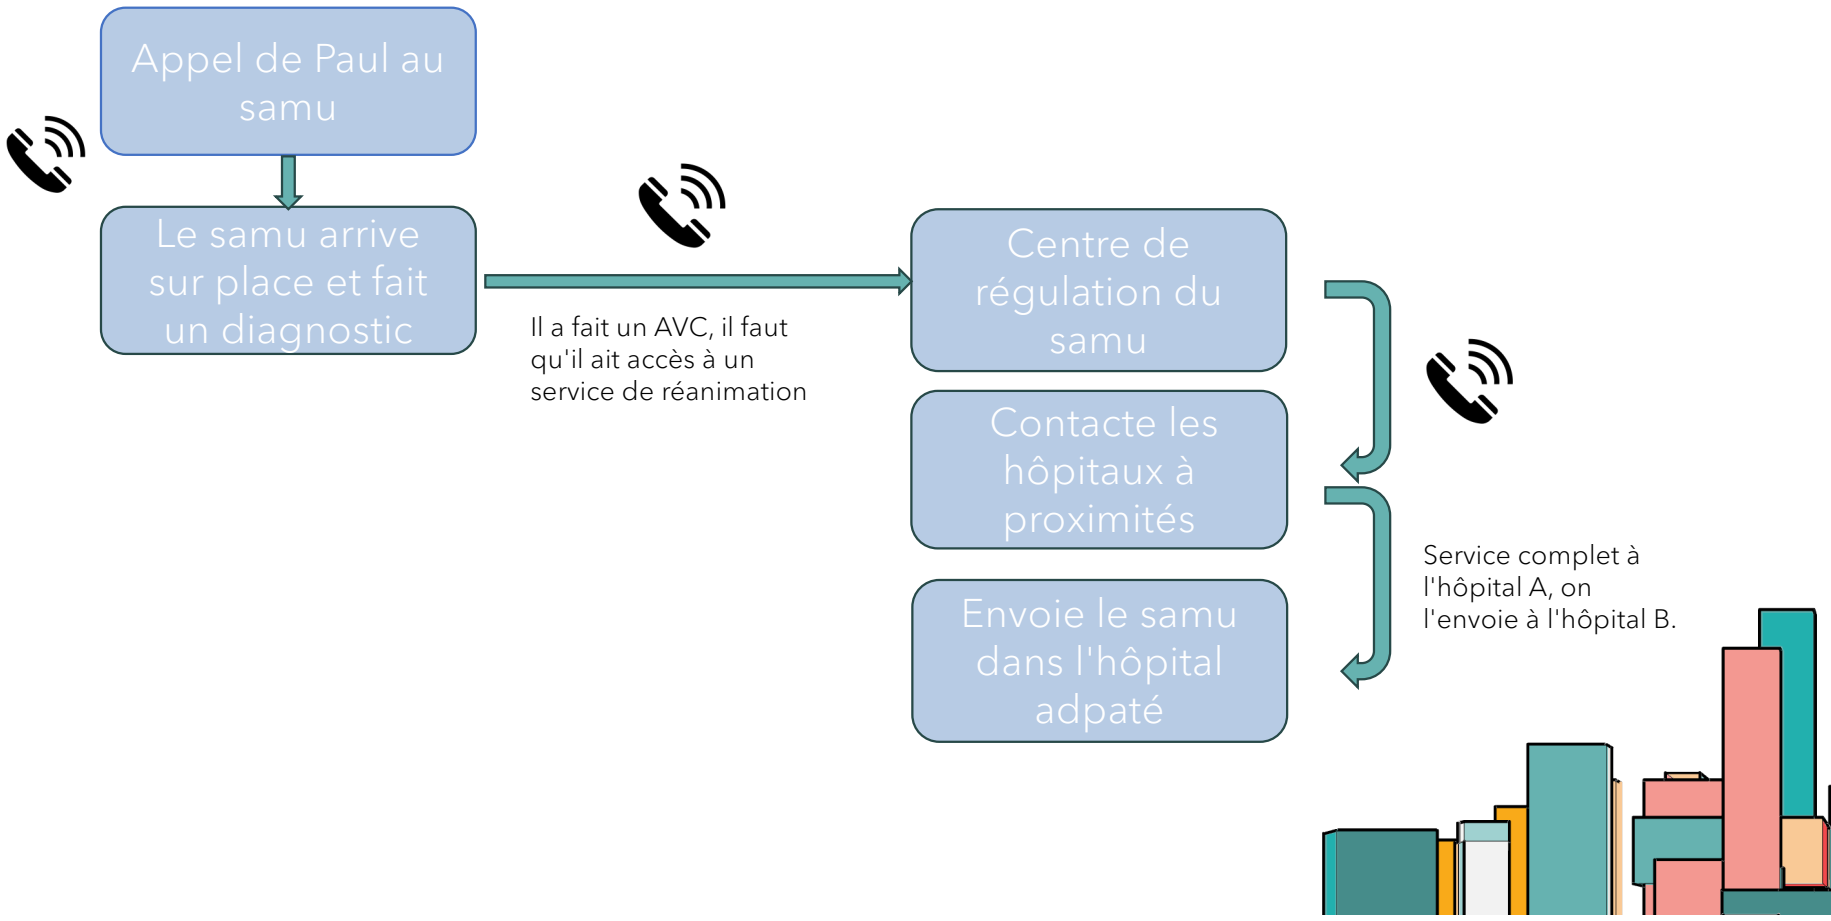 Appel de Paul au
samu
Le samu arrive
sur place et fait
un diagnostic
Il a fait un AVC, il faut
qu'il ait accès à un
service de réanimation
Centre de
régulation du
samu
Contacte les
hôpitaux à
proximités
Service complet à
l'hôpital A, on
l'envoie à l'hôpital B.
Envoie le samu
dans l'hôpital
adpaté